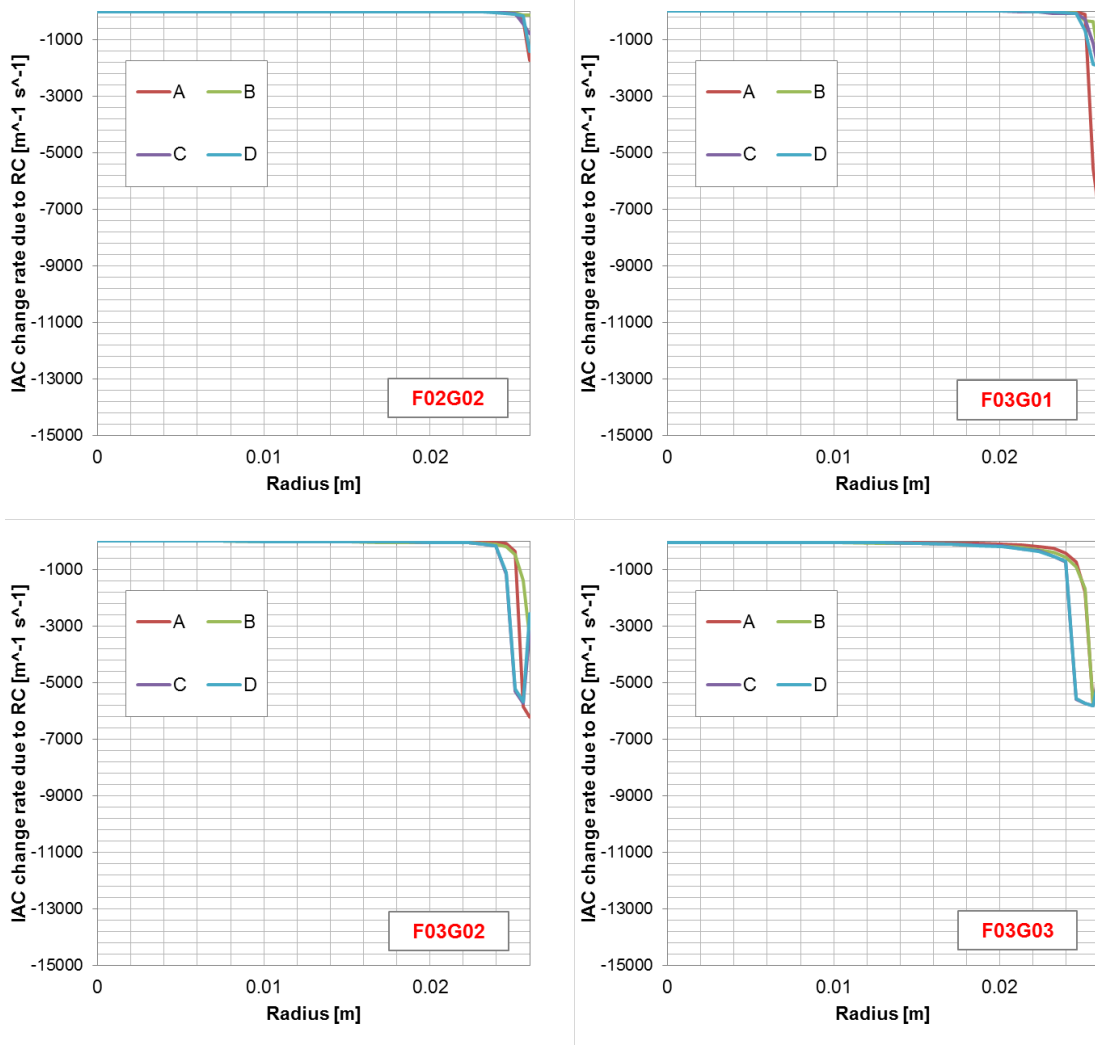 IAC change rate due to RC [m^-1 s^-1]
-1000
-3000
-5000
-7000
-9000
-11000
-13000
-15000
A B
C D
F02G02
0 0.01 0.02
Radius [m]
IAC change rate due to RC [m^-1 s^-1]
-1000
-3000
-5000
-7000
-9000
-11000
-13000
-15000
A B
C D
F03G01
0 0.01 0.02
Radius [m]
IAC change rate due to RC [m^-1 s^-1]
-1000
-3000
-5000
-7000
-9000
-11000
-13000
-15000
A B
C D
F03G02
0 0.01 0.02
Radius [m]
IAC change rate due to RC [m^-1 s^-1]
-1000
-3000
-5000
-7000
-9000
-11000
-13000
-15000
A B
C D
F03G03
0 0.01 0.02
Radius [m]